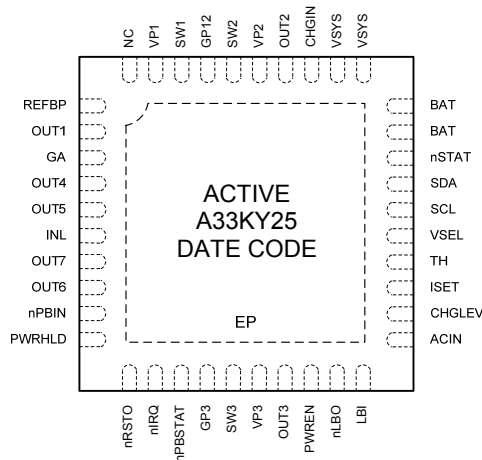 NC
VP1
SW1
GP12
SW2
VP2
OUT2
CHGIN
VSYS
VSYS
REFBP
OUT1
GA
OUT4
OUT5
INL
OUT7
OUT6
nPBIN
PWRHLD
ACTIVE
A33KY25
DATE CODE
EP
BAT
BAT
nSTAT
SDA
SCL
VSEL
TH
ISET
CHGLEV
ACIN
nRSTO
nIRQ
nPBSTAT
GP3
SW3
VP3
OUT3
PWREN
nLBO
LBI